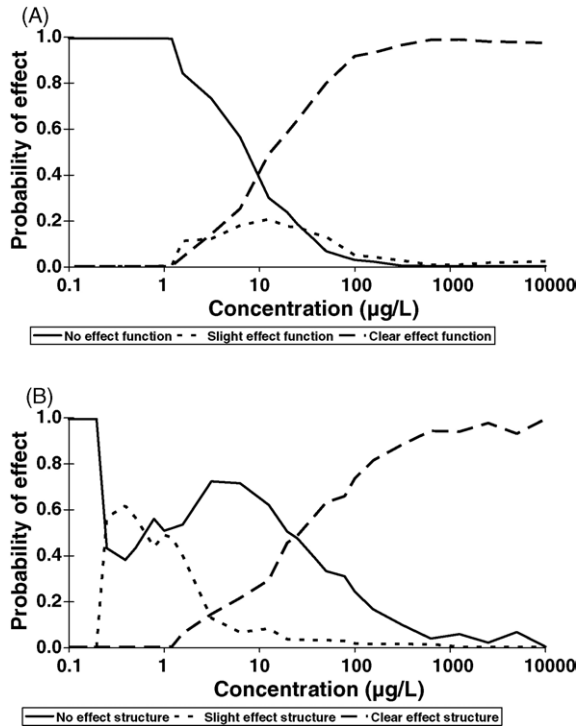 (A)
Probability of effect
1.0
0.8
0.6
0.4
0.2
0.0
0.1 1 10 100 1000 10000
Concentration (µg/L)
No effect function Slight effect function Clear effect function
(B)
Probability of effect
1.0
0.8
0.6
0.4
0.2
0.0
0.1 1 10 100 1000 10000
Concentration (µg/L)
No effect structure Slight effect structure Clear effect structure